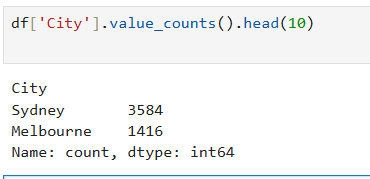 df['City'].value_counts().head(10)
City
Sydney       3584
Melbourne    1416
Name: count, dtype: int64